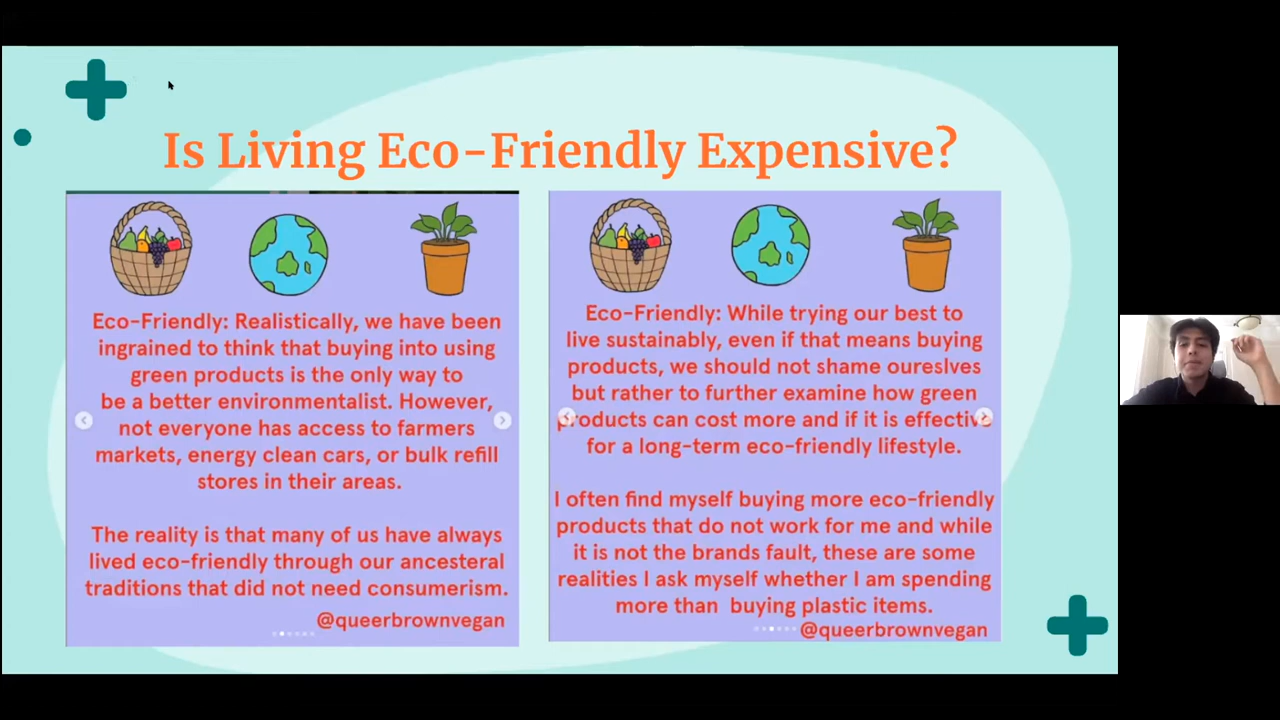 Is Living Eco-Friendly Expensive?
Eco-Friendly: Realistically, we have been
ingrained to think that buying into using
green products is the only way to
be a better environmentalist. However,
not everyone has access to farmers
markets, energy clean cars, or bulk refill
stores in their areas.
The reality is that many of us have always
lived eco-friendly through our ancesteral
traditions that did not need consumerism.
@queerbrownvegan
Eco-Friendly: While trying our best to
live sustainably, even if that means buying
products, we should not shame oureslves
but rather to further examine how green
products can cost more and if it is effective
for a long-term eco-friendly lifestyle.
I often find myself buying more eco-friendly
products that do not work for me and while
it is not the brands fault, these are some
realities I ask myself whether I am spending
more than buying plastic items.
@queerbrownvegan